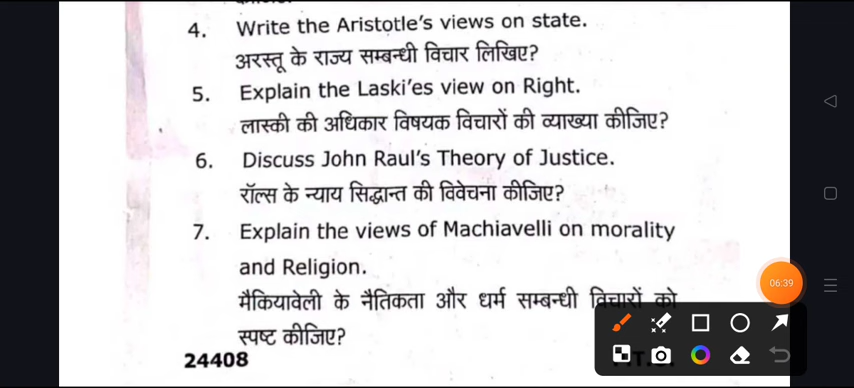 4. Write the Aristotle's views on state.
अरस्तू के राज्य सम्बन्धी विचार लिखिए?
5. Explain the Laski'es view on Right.
लास्की की अधिकार विषयक विचारों की व्याख्या कीजिए?
6. Discuss John Raul's Theory of Justice.
रॉल्स के न्याय सिद्धान्त की विवेचना कीजिए?
7. Explain the views of Machiavelli on morality
and Religion.
06:39
मैकियावेली के नैतिकता और धर्म सम्बन्धी विचारों को
स्पष्ट कीजिए?
24408